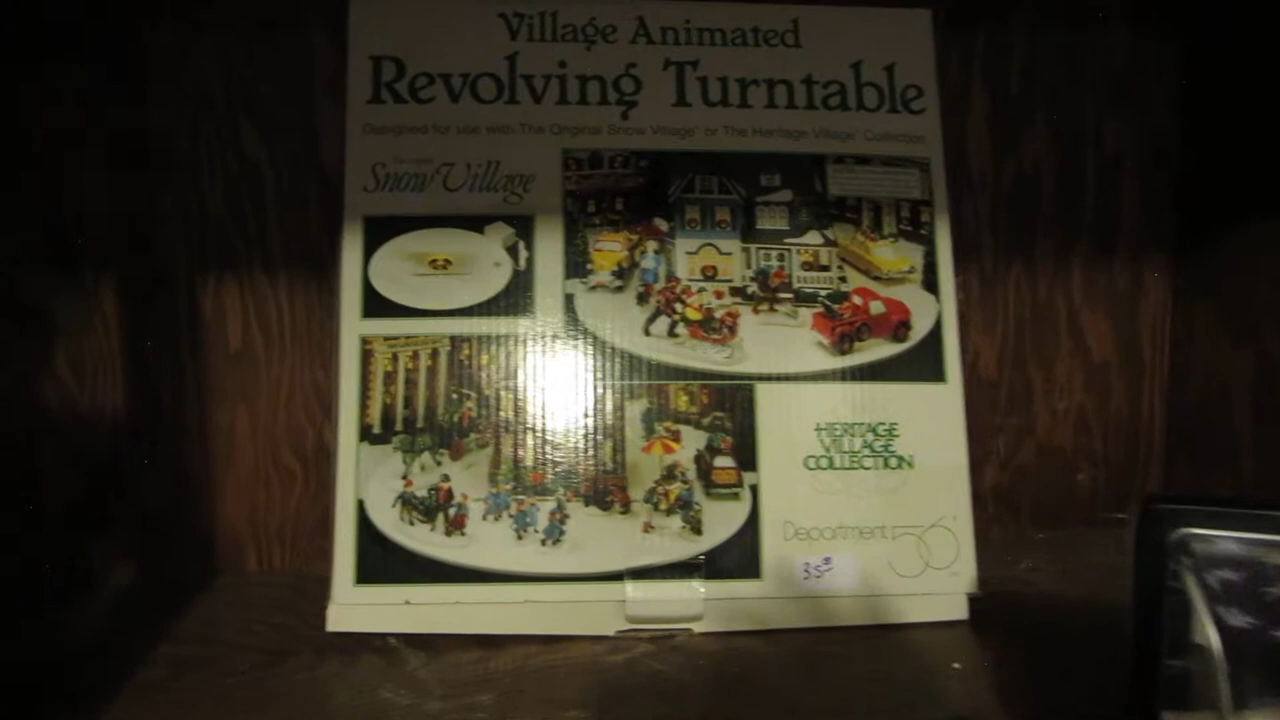 Village Animated
Revolving Turntable
Designed for use with The Original Snow Village® or The Heritage Village® Collection
Snow Village
HERITAGE
VILLAGE
COLLECTION
Department 56
35